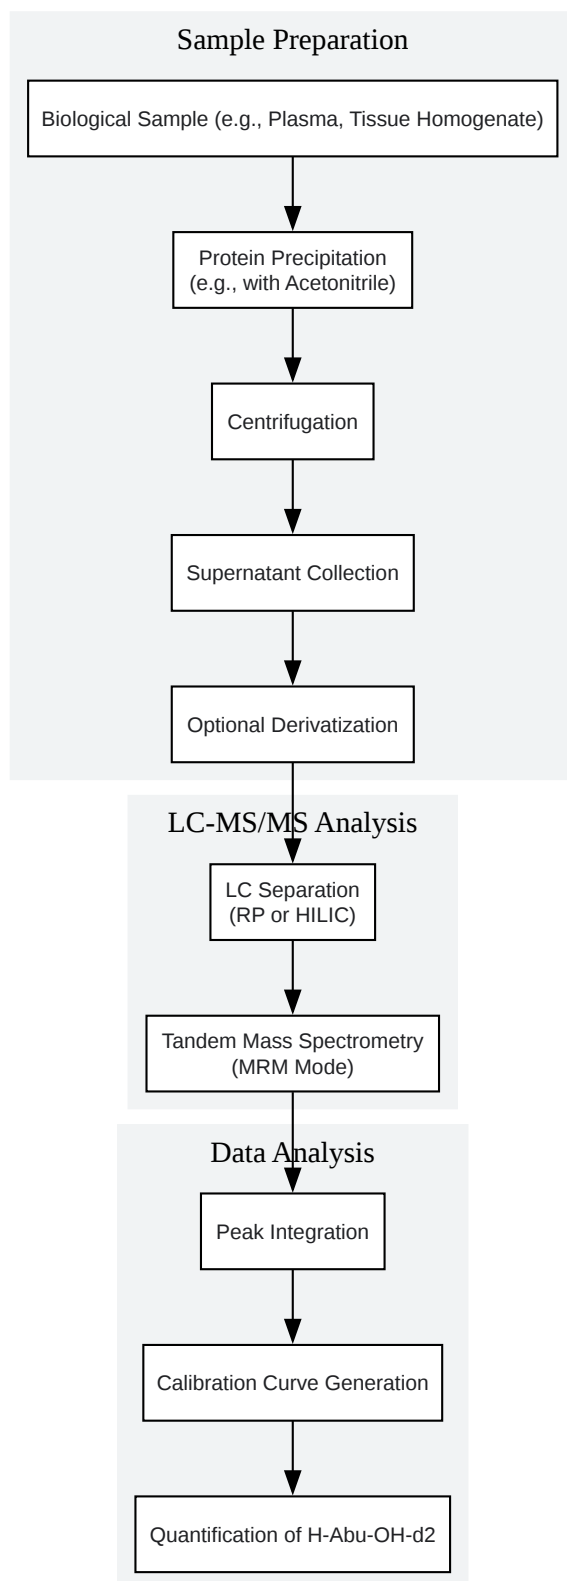 Sample Preparation
Biological Sample (e.g., Plasma, Tissue Homogenate)
Protein Precipitation
(e.g., with Acetonitrile)
Centrifugation
Supernatant Collection
Optional Derivatization
LC-MS/MS Analysis
LC Separation
(RP or HILIC)
Tandem Mass Spectrometry
(MRM Mode)
Data Analysis
Peak Integration
Calibration Curve Generation
Quantification of H-Abu-OH-d2